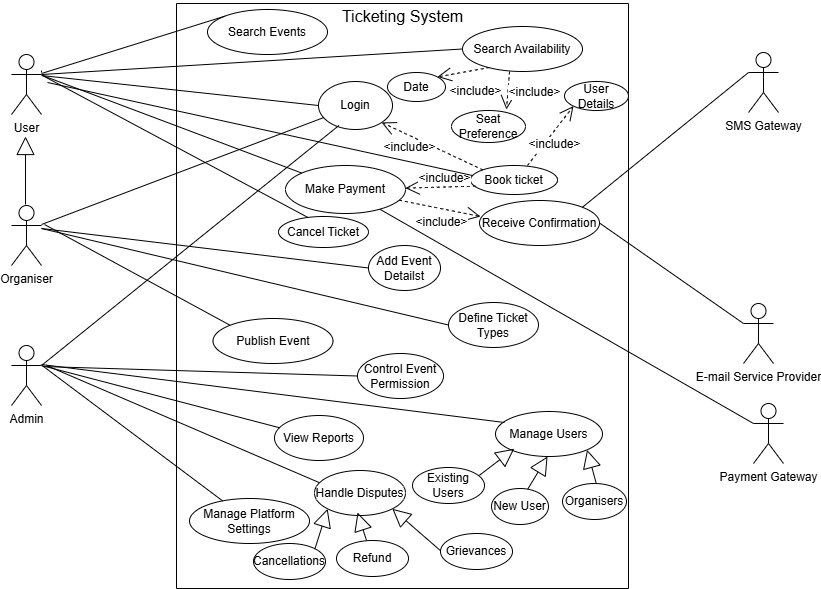 Ticketing System
Search Events
Search Availability
Date
<include>
<include>
User
Details
Login
Seat
Preference
User
SMS Gateway
<include>
<include>
Make Payment
<include>
Book ticket
<include>
Receive Confirmation
Cancel Ticket
Organiser
Add Event
Detailst
Define Ticket
Types
Publish Event
E-mail Service Provider
Control Event
Permission
Admin
View Reports
Manage Users
Payment Gateway
Existing
Users
New User
Organisers
Handle Disputes
Manage Platform
Settings
Cancellations
Refund
Grievances